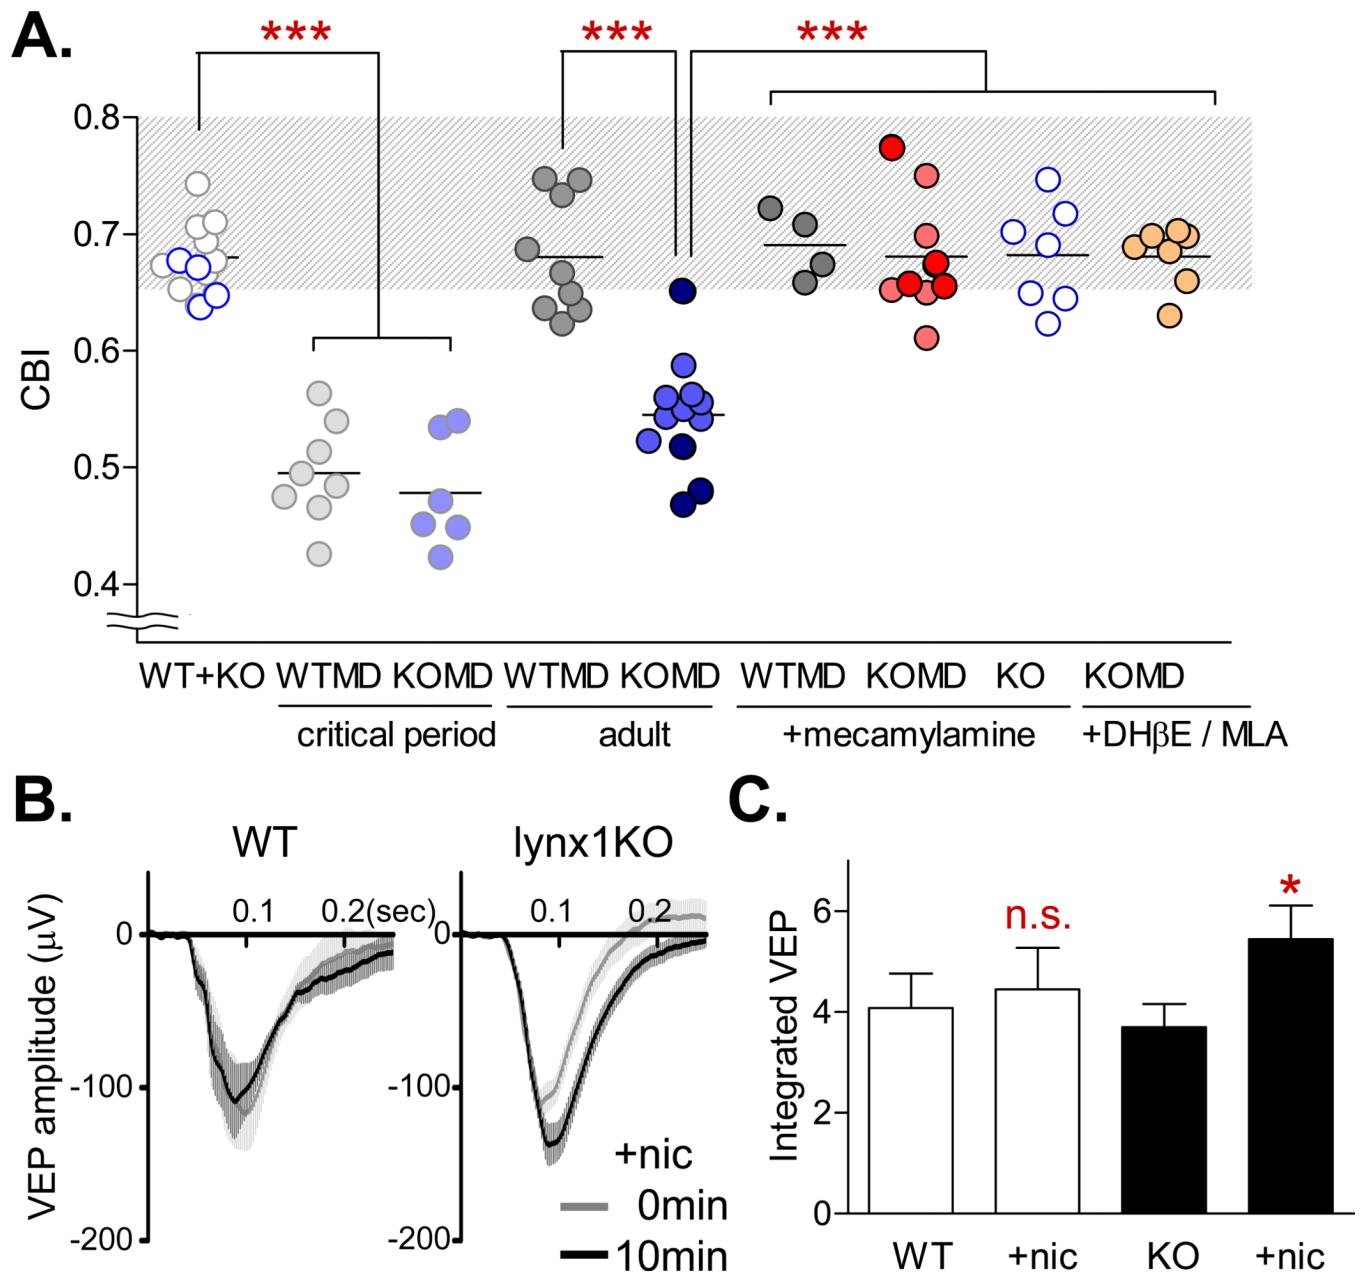 A.
*** *** ***
0.8
0.7
0.6
0.5
0.4
CBI
WT+KO WTMD KOMD WTMD KOMD WTMD KOMD KO KOMD
critical period adult +mecamylamine +DHβE / MLA
B.
WT lynx1KO
VEP amplitude (μV)
0.1 0.2(sec)
0
-100
-200
0.1 0.2
0
-100
-200
+nic
0min
10min
C.
Integrated VEP
6
4
2
0
n.s.
*
WT +nic KO +nic